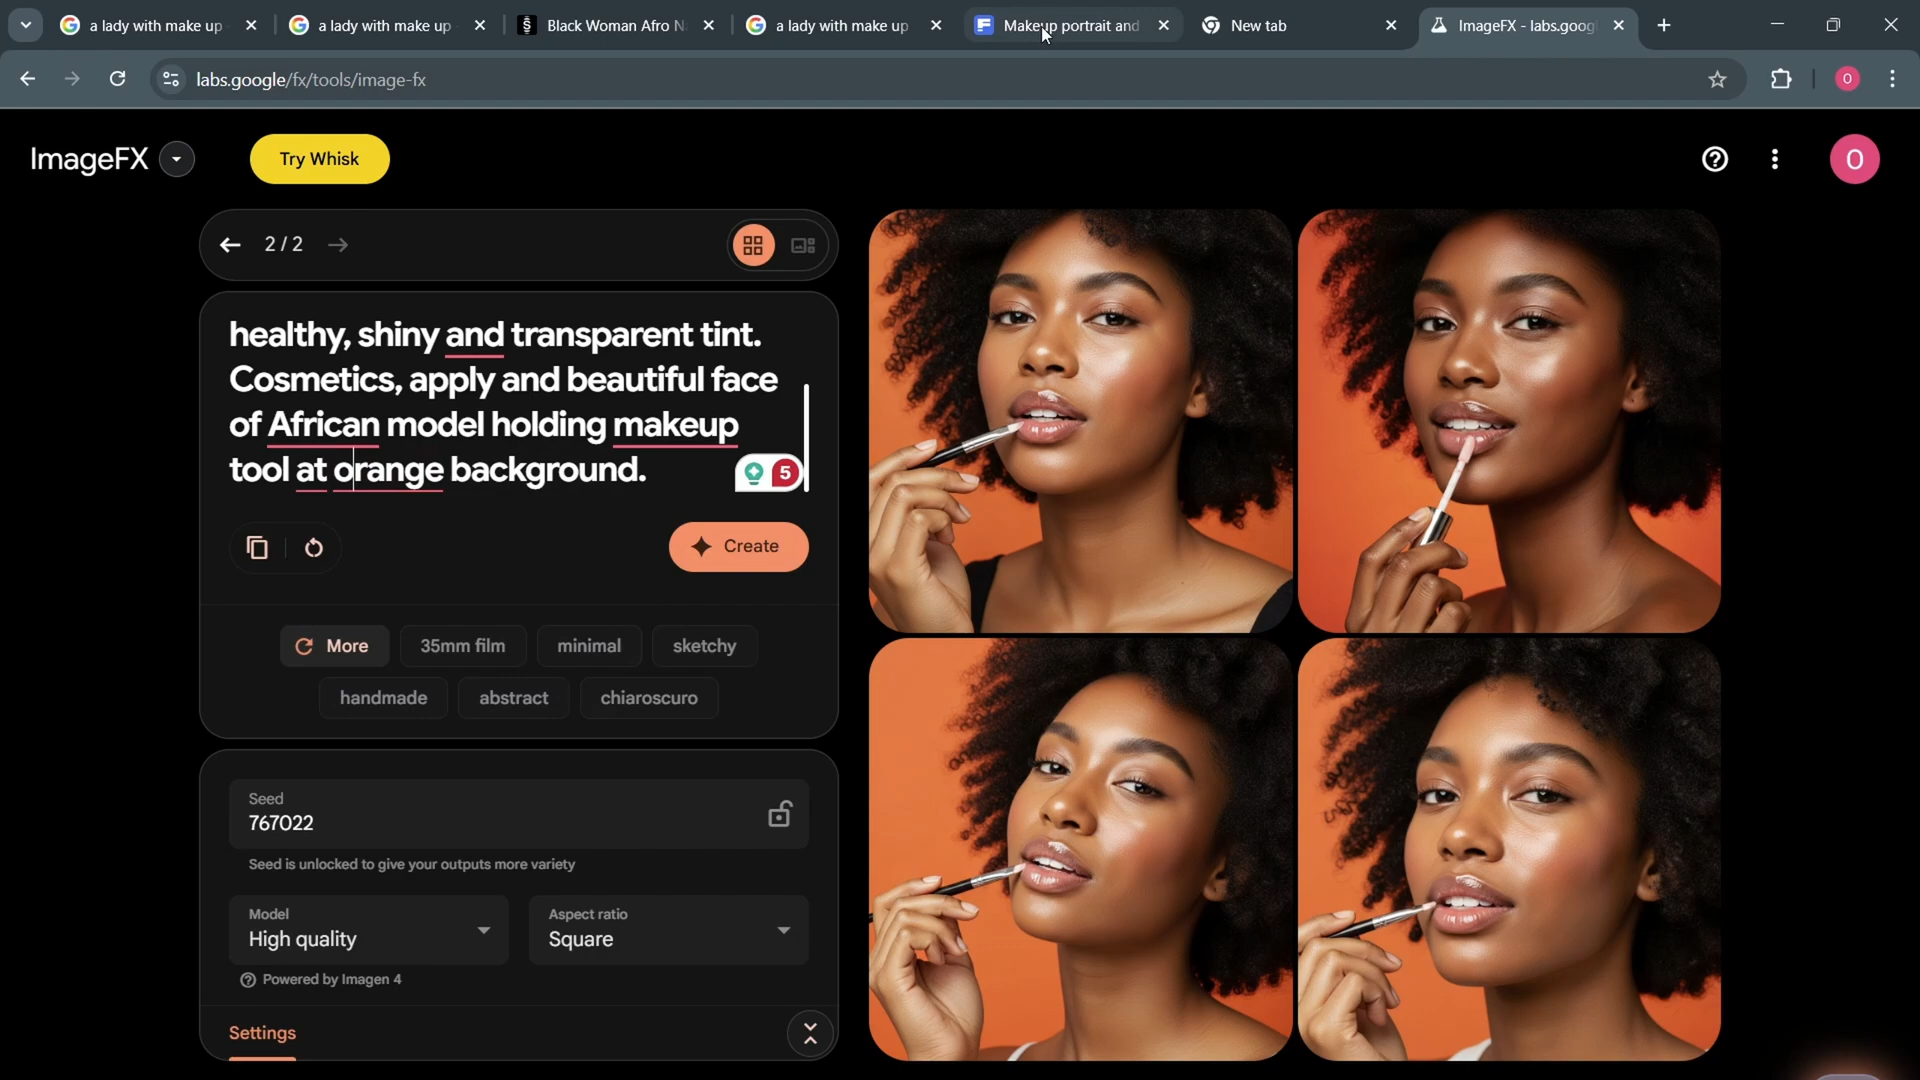 a lady with make up
a lady with make up
Black Woman Afro N
a lady with make up
Makeup portrait and
New tab
ImageFX - labs.goog
labs.google/fx/tools/image-fx
O
ImageFX
Try Whisk
O
2 / 2
healthy, shiny and transparent tint.
Cosmetics, apply and beautiful face
of African model holding makeup
tool at orange background.
5
Create
More
35mm film
minimal
sketchy
handmade
abstract
chiaroscuro
Seed
767022
Seed is unlocked to give your outputs more variety
Model
High quality
Aspect ratio
Square
Powered by Imagen 4
Settings